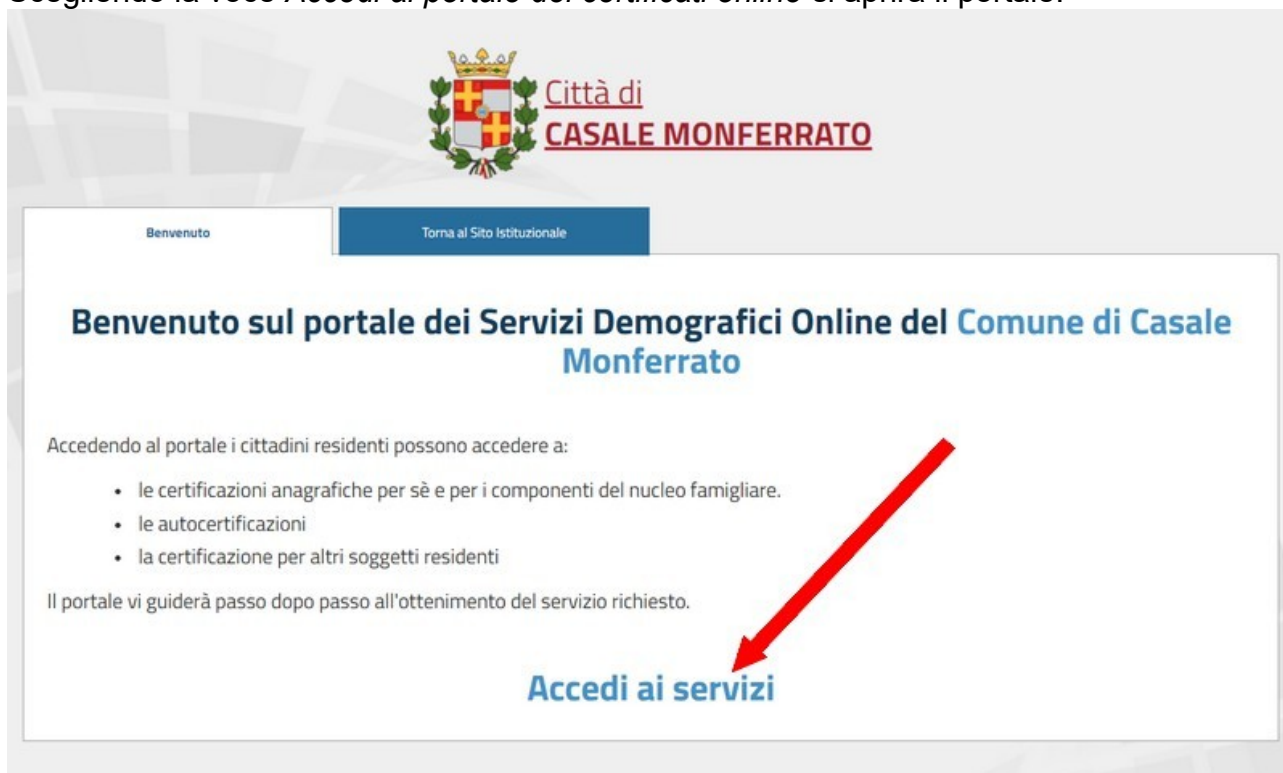 Scegliendo la voce Accedi al portale dei certificati online si aprirà il portale:
Città di
CASALE MONFERRATO
Benvenuto
Torna al Sito Istituzionale
Benvenuto sul portale dei Servizi Demografici Online del Comune di Casale
Monferrato
Accedendo al portale i cittadini residenti possono accedere a:
• le certificazioni anagrafiche per sè e per i componenti del nucleo famigliare.
• le autocertificazioni
• la certificazione per altri soggetti residenti
Il portale vi guiderà passo dopo passo all'ottenimento del servizio richiesto.
Accedi ai servizi